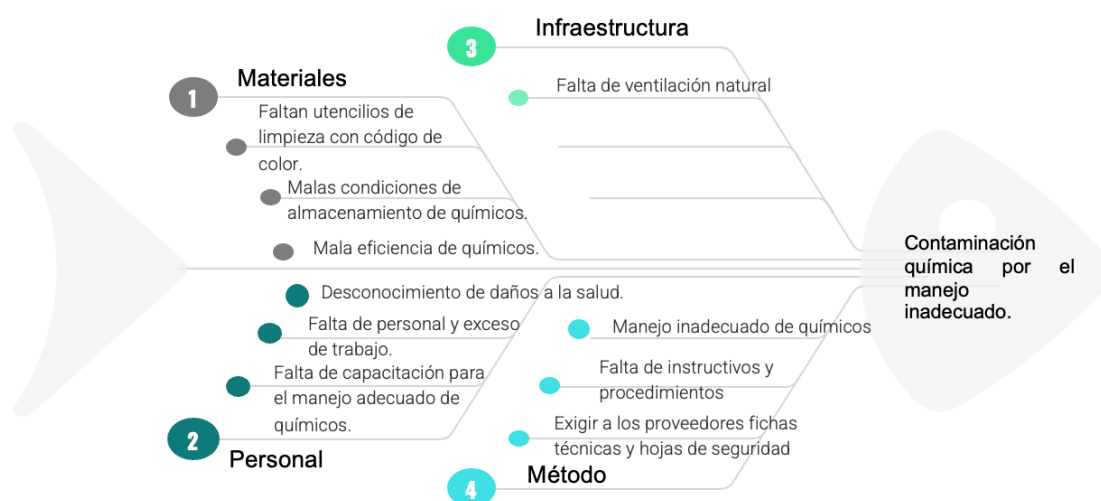 1
Materiales
Faltan utencilios de
limpieza con código de
color.
Malas condiciones de
almacenamiento de químicos.
Mala eficiencia de químicos.
3
Infraestructura
Falta de ventilación natural
Desconocimiento de daños a la salud.
Falta de personal y exceso
de trabajo.
Falta de capacitación para
el manejo adecuado de
químicos.
2
Personal
Manejo inadecuado de químicos
Falta de instructivos y
procedimientos
Exigir a los proveedores fichas
técnicas y hojas de seguridad
4
Método
Contaminación
química por el
manejo
inadecuado.